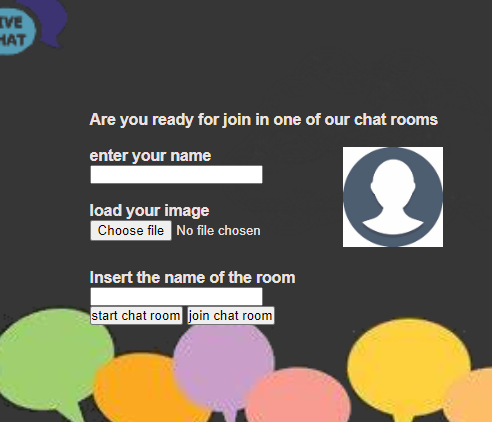 IVE
HAT
Are you ready for join in one of our chat rooms
enter your name
load your image
Choose file No file chosen
Insert the name of the room
start chat room join chat room